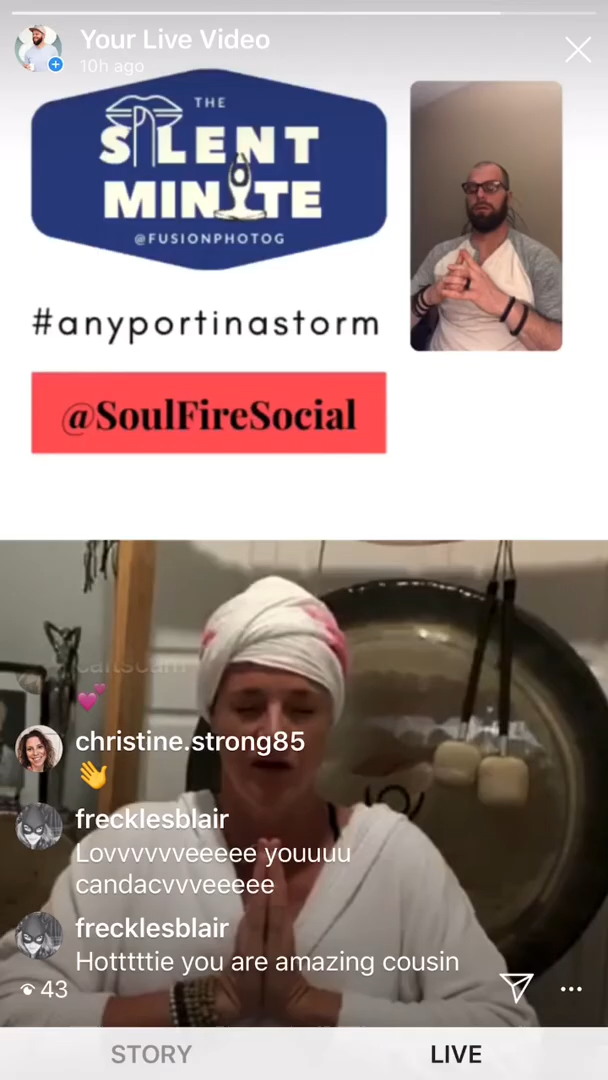 Your Live Video
10h ago
THE
SILENT
MINUTE
@FUSIONPHOTOG
#anyportinastorm
@SoulFireSocial
caitscam
💕
christine.strong85
👋
frecklesblair
Lovvvvvveeeee youuuu
candacvvveeeee
frecklesblair
Hotttttie you are amazing cousin
43
STORY
LIVE